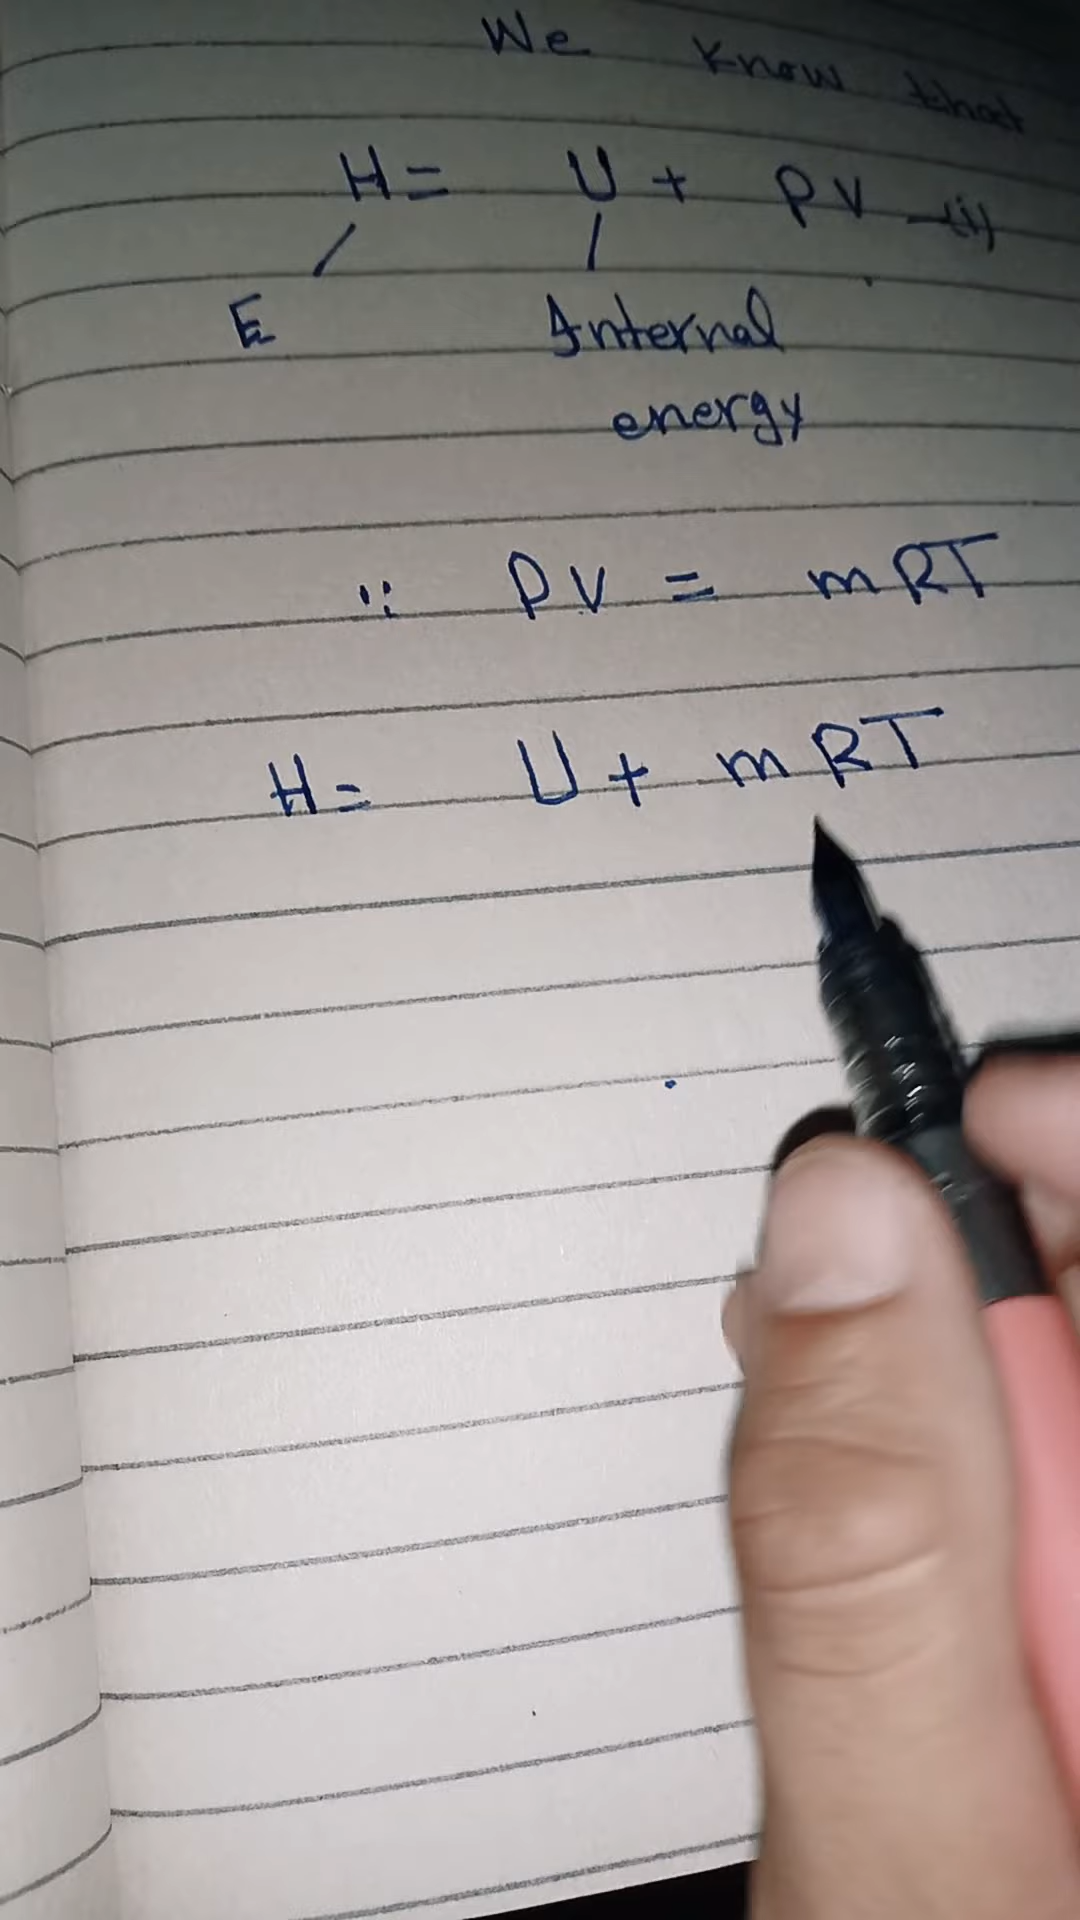 We know that
H = U + PV —(i)
E Internal
energy
∵ PV = mRT
H = U + mRT